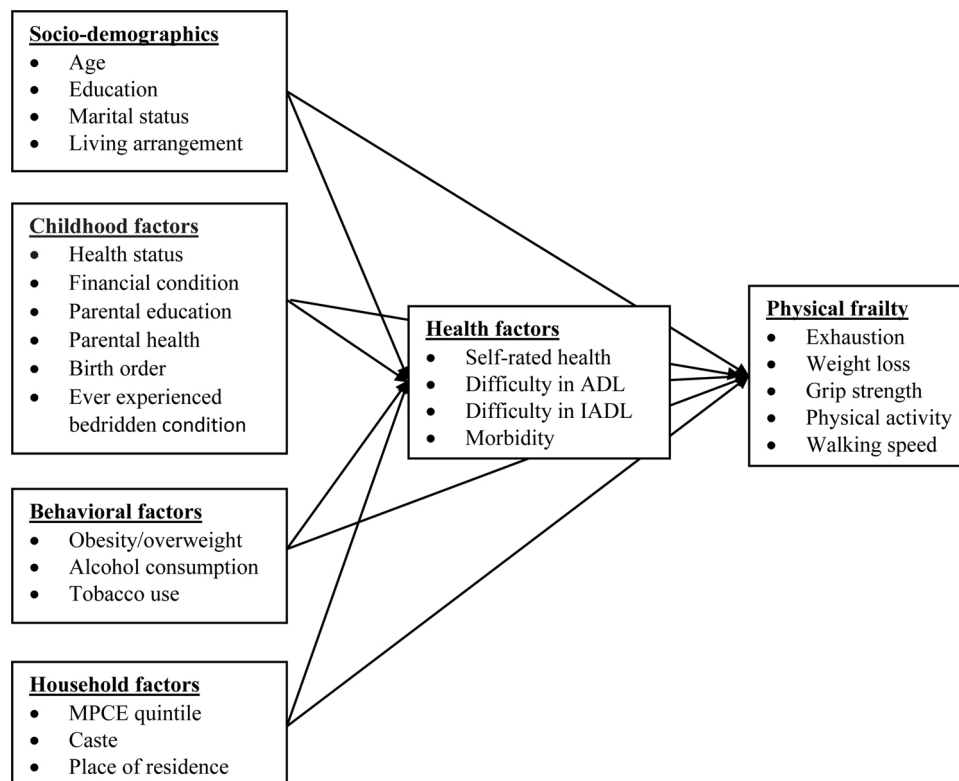 Socio-demographics
• Age
• Education
• Marital status
• Living arrangement
Childhood factors
• Health status
• Financial condition
• Parental education
• Parental health
• Birth order
• Ever experienced
bedridden condition
Behavioral factors
• Obesity/overweight
• Alcohol consumption
• Tobacco use
Household factors
• MPCE quintile
• Caste
• Place of residence
Health factors
• Self-rated health
• Difficulty in ADL
• Difficulty in IADL
• Morbidity
Physical frailty
• Exhaustion
• Weight loss
• Grip strength
• Physical activity
• Walking speed